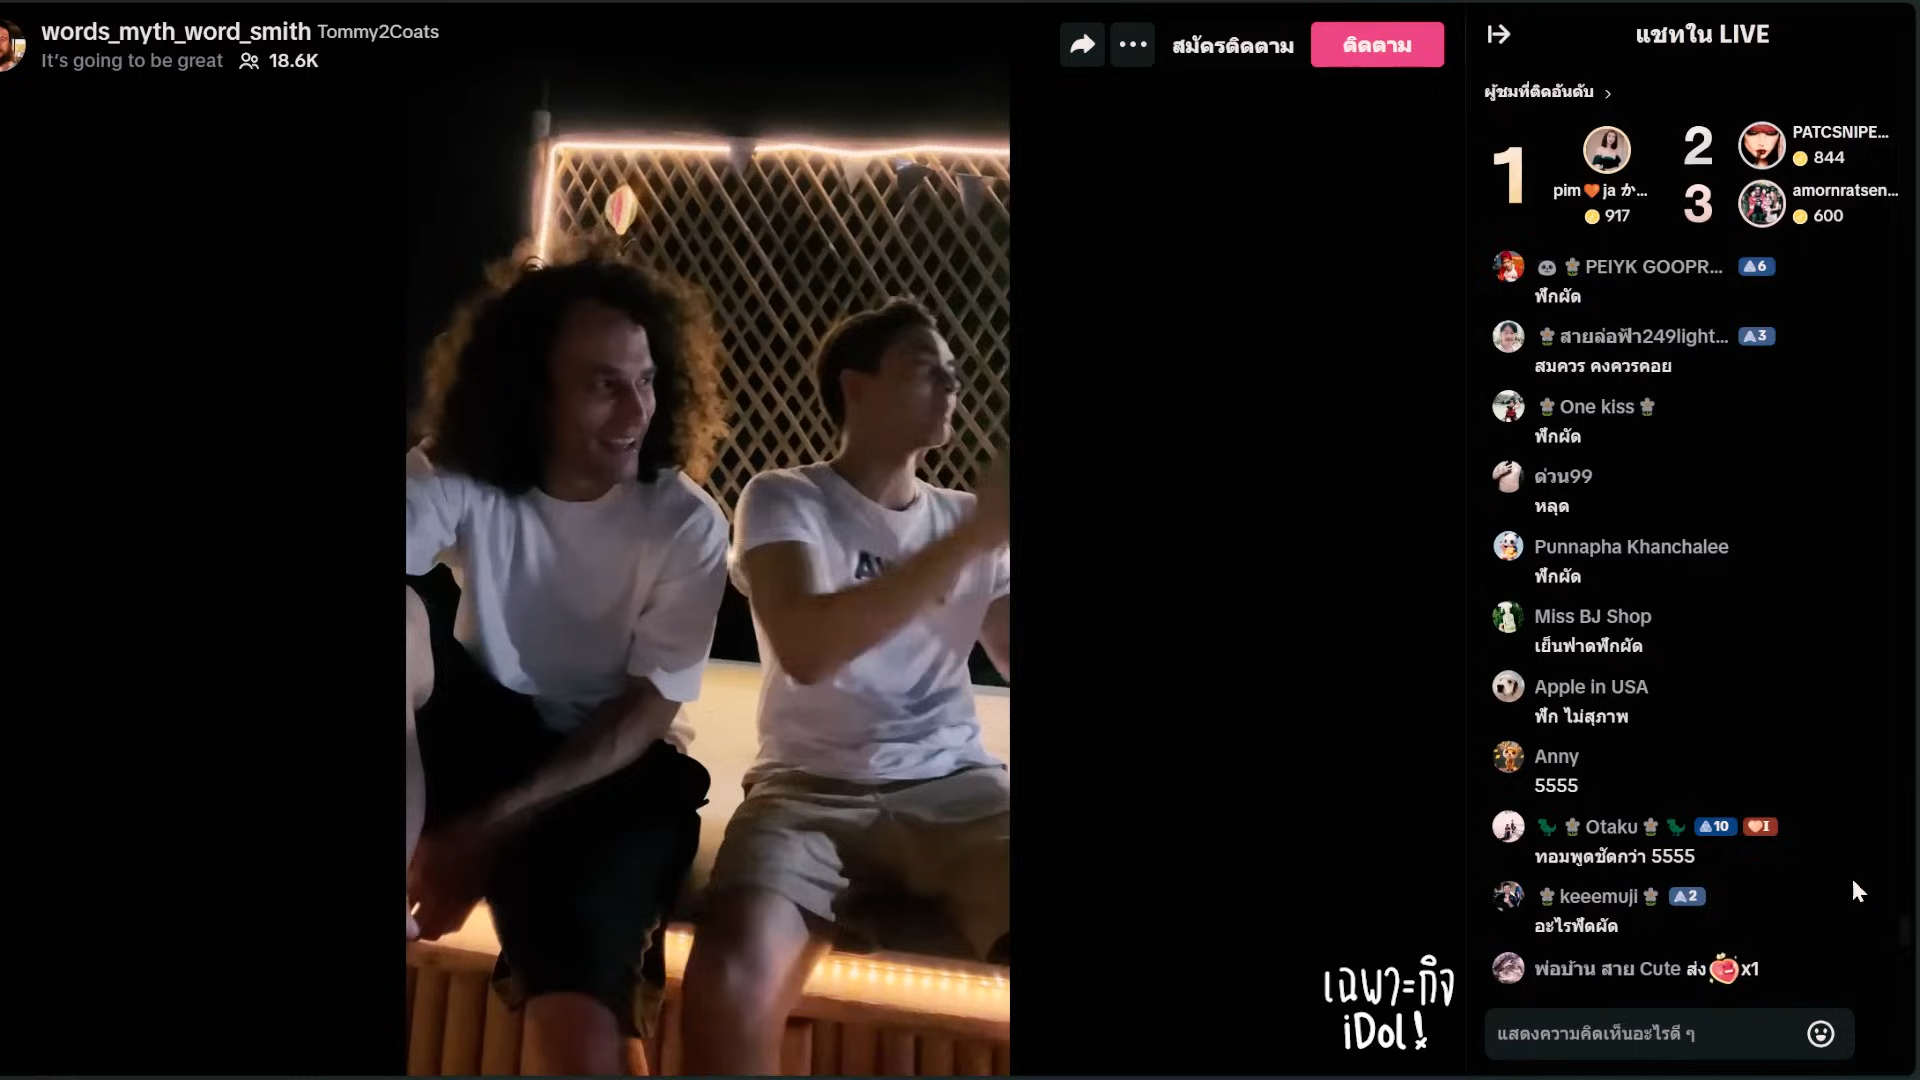 words_myth_word_smith Tommy2Coats
It's going to be great 18.6K
สมัครติดตาม
ติดตาม
แชทใน LIVE
ผู้ชมที่ติดอันดับ
1
pim🧡ja か...
917
2
PATCSNIPE...
844
3
amornratsen...
600
PEIYK GOOPR... 6
ฟักผัด
สายล่อฟ้า249light... 3
สมควร คงควรคอย
One kiss
ฟักผัด
ด่วน99
หลุด
Punnapha Khanchalee
ฟักผัด
Miss BJ Shop
เย็นฟาดฟักผัด
Apple in USA
ฟัก ไม่สุภาพ
Anny
5555
Otaku 10 I
ทอมพูดชัดกว่า 5555
keeemuji 2
อะไรฟัดผัด
พ่อบ้าน สาย Cute ส่ง x1
แสดงความคิดเห็นอะไรดี ๆ
เฉพาะกิจ
iDol!